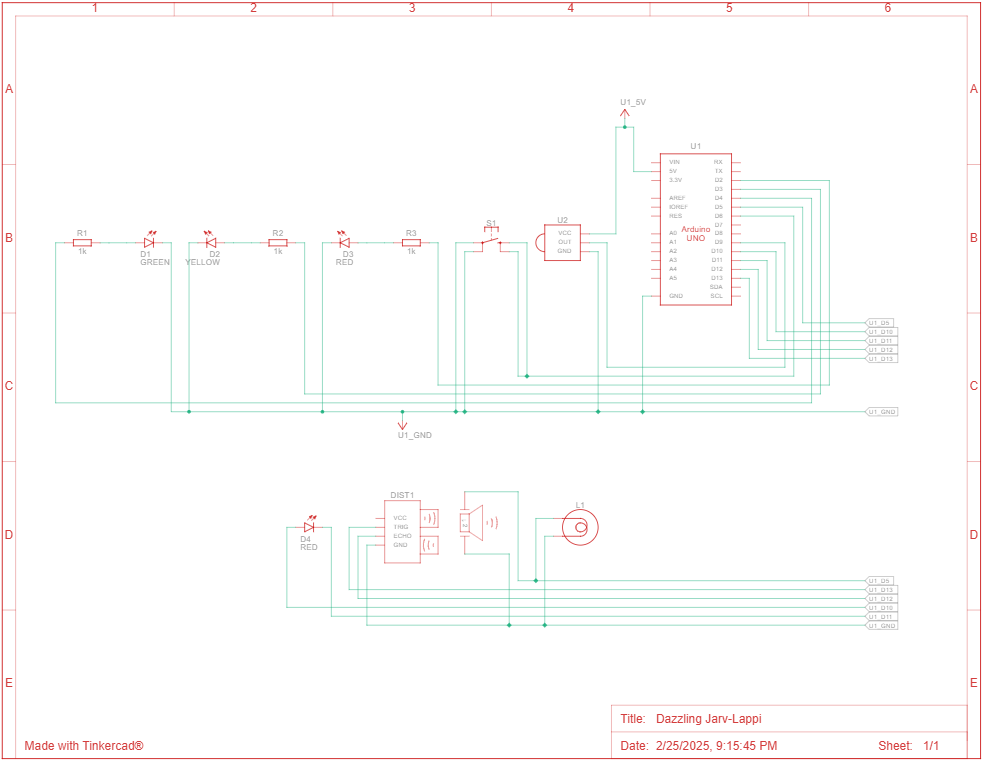 1 2 3 4 5 6
A A
U1_5V
U1
VIN RX
5V TX
3.3V D2
D3
AREF D4
IOREF D5
RES D6
D7
Arduino
UNO
A0 D8
A1 D9
A2 D10
A3 D11
A4 D12
A5 D13
SDA
GND SCL
B B
R1
1k
D1
GREEN
D2
YELLOW
R2
1k
D3
RED
R3
1k
S1
U2
VCC
OUT
GND
U1_D5
U1_D10
U1_D11
U1_D12
U1_D13
C C
U1_GND
U1_GND
D D
D4
RED
DIST1
VCC
TRIG
ECHO
GND
L1
U1_D5
U1_D13
U1_D12
U1_D10
U1_D11
U1_GND
E E
Title: Dazzling Jarv-Lappi
Date: 2/25/2025, 9:15:45 PM Sheet: 1/1
Made with Tinkercad®